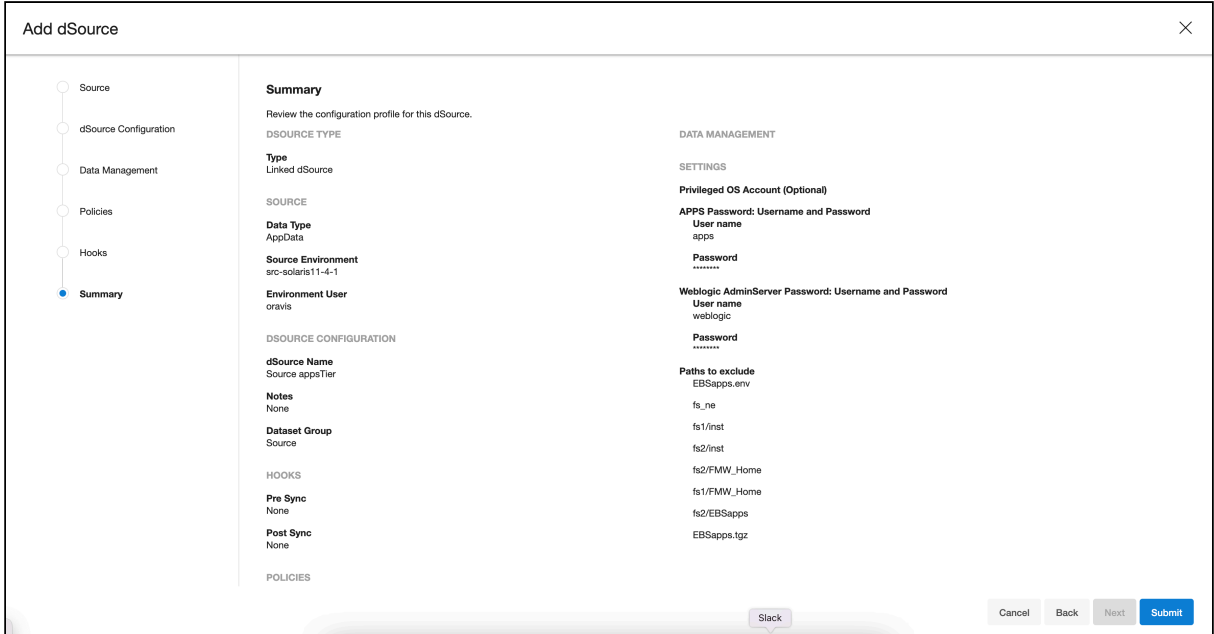 Add dSource
Source
dSource Configuration
Data Management
Policies
Hooks
Summary
Summary
Review the configuration profile for this dSource.
DSOURCE TYPE
Type
Linked dSource
SOURCE
Data Type
AppData
Source Environment
src-solaris11-4-1
Environment User
oravis
DSOURCE CONFIGURATION
dSource Name
Source appsTier
Notes
None
Dataset Group
Source
HOOKS
Pre Sync
None
Post Sync
None
POLICIES
DATA MANAGEMENT
SETTINGS
Privileged OS Account (Optional)
APPS Password: Username and Password
User name
apps
Password
********
Weblogic AdminServer Password: Username and Password
User name
weblogic
Password
********
Paths to exclude
EBSapps.env
fs_ne
fs1/inst
fs2/inst
fs2/FMW_Home
fs1/FMW_Home
fs2/EBSapps
EBSapps.tgz
Cancel
Back
Next
Submit
Slack